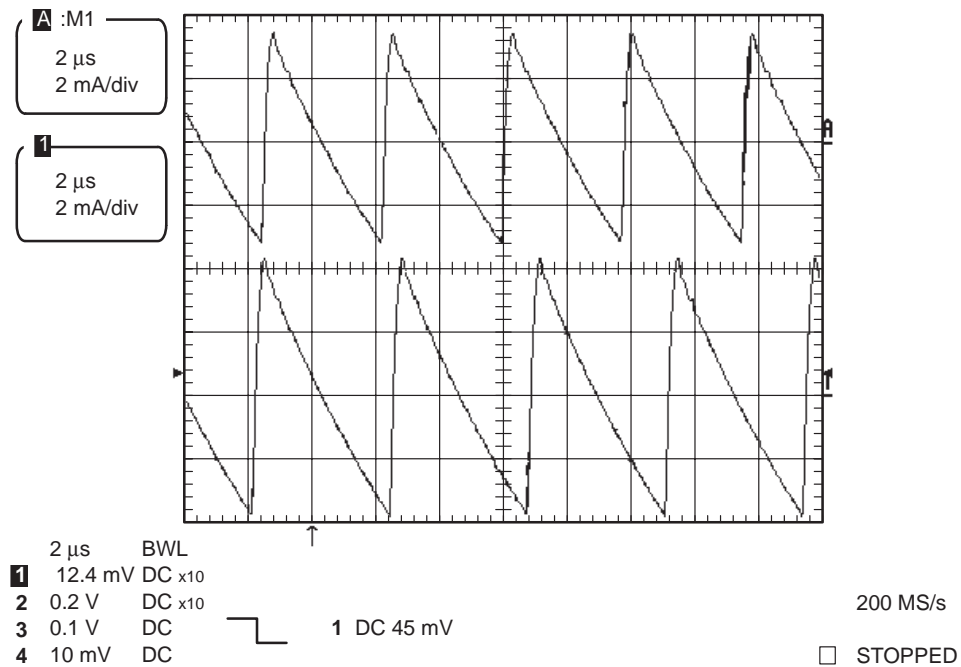 A :M1
2 μs
2 mA/div
1
2 μs
2 mA/div
A
2 μs BWL
1 12.4 mV DC x10
2 0.2 V DC x10
3 0.1 V DC 1 DC 45 mV
4 10 mV DC
200 MS/s
□ STOPPED